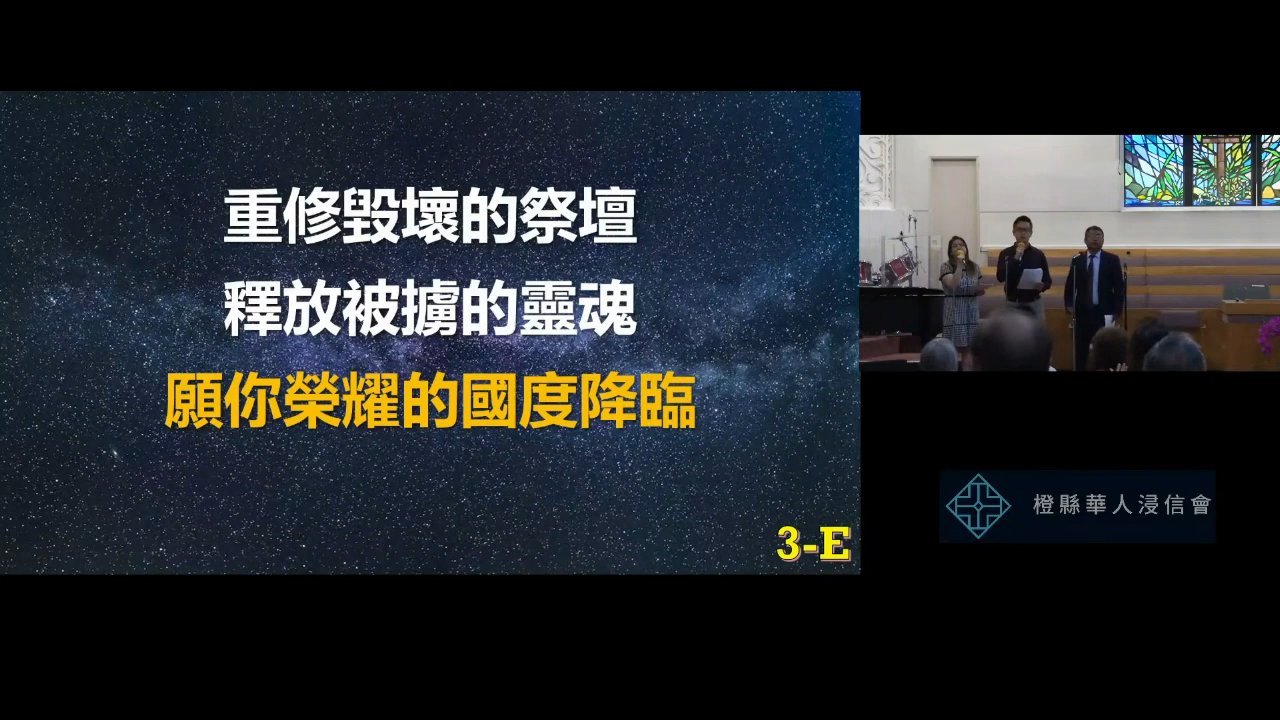 重修毀壞的祭壇
釋放被擄的靈魂
願你榮耀的國度降臨
3-E
橙縣華人浸信會